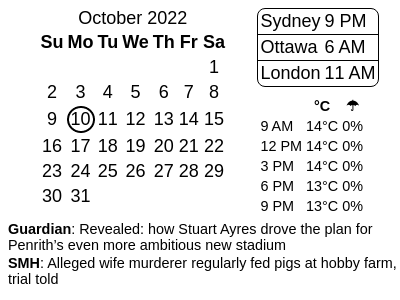 October 2022
Su Mo Tu We Th Fr Sa
1
2 3 4 5 6 7 8
9 10 11 12 13 14 15
16 17 18 19 20 21 22
23 24 25 26 27 28 29
30 31
Sydney 9 PM
Ottawa 6 AM
London 11 AM
°C ☂
9 AM 14°C 0%
12 PM 14°C 0%
3 PM 14°C 0%
6 PM 13°C 0%
9 PM 13°C 0%
Guardian: Revealed: how Stuart Ayres drove the plan for
Penrith’s even more ambitious new stadium
SMH: Alleged wife murderer regularly fed pigs at hobby farm,
trial told